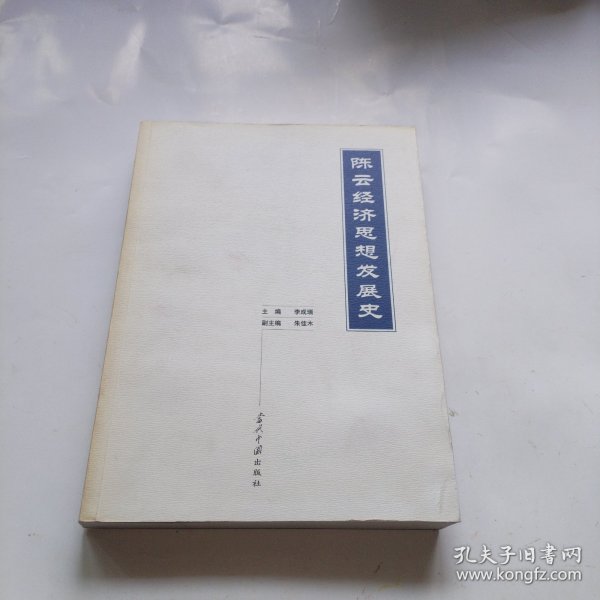 陈云经济思想发展史
主编 李成瑞
副主编 朱佳木
当代中国出版社
孔夫子旧书网
www.kongfz.com